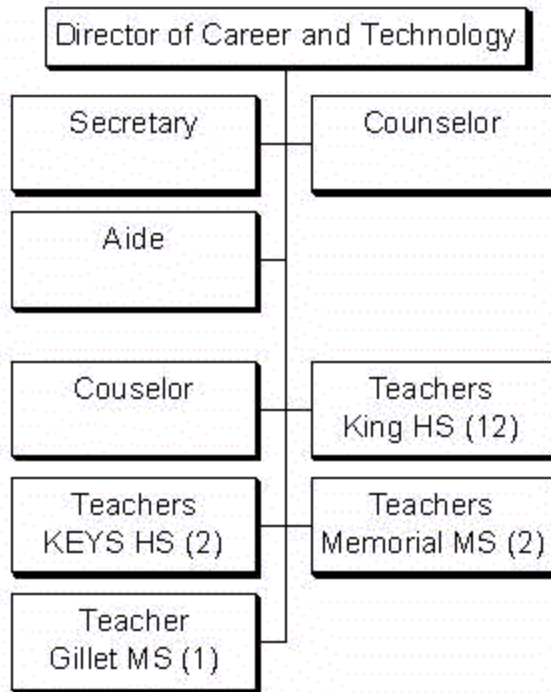 Director of Career and Technology
Secretary
Counselor
Aide
Couselor
Teachers
King HS (12)
Teachers
KEYS HS (2)
Teachers
Memorial MS (2)
Teacher
Gillet MS (1)